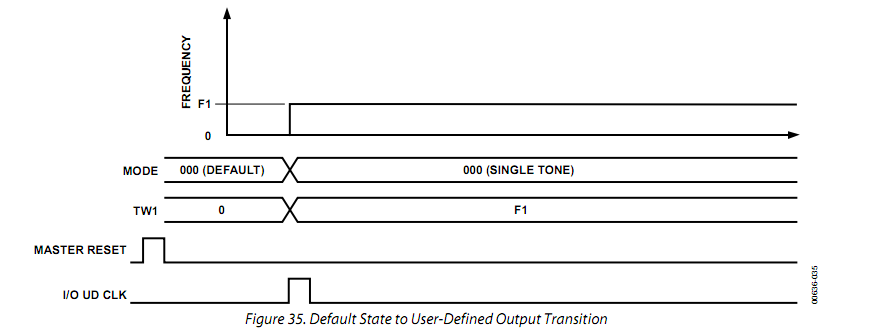 FREQUENCY
F1
0
MODE
000 (DEFAULT)
000 (SINGLE TONE)
TW1
0
F1
MASTER RESET
I/O UD CLK
00636-035
Figure 35. Default State to User-Defined Output Transition